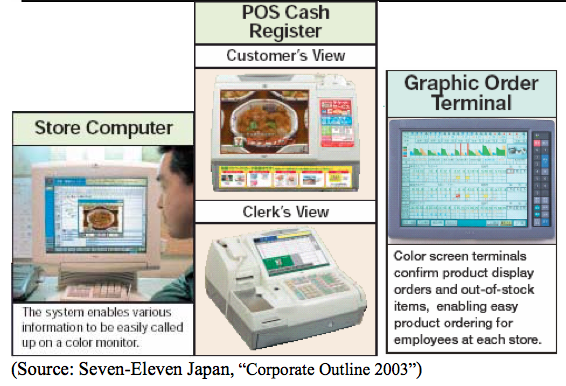 Store Computer
The system enables various
information to be easily called
up on a color monitor.
POS Cash
Register
Customer's View
Clerk's View
Graphic Order
Terminal
Color screen terminals
confirm product display
orders and out-of-stock
items, enabling easy
product ordering for
employees at each store.
(Source: Seven-Eleven Japan, “Corporate Outline 2003”)